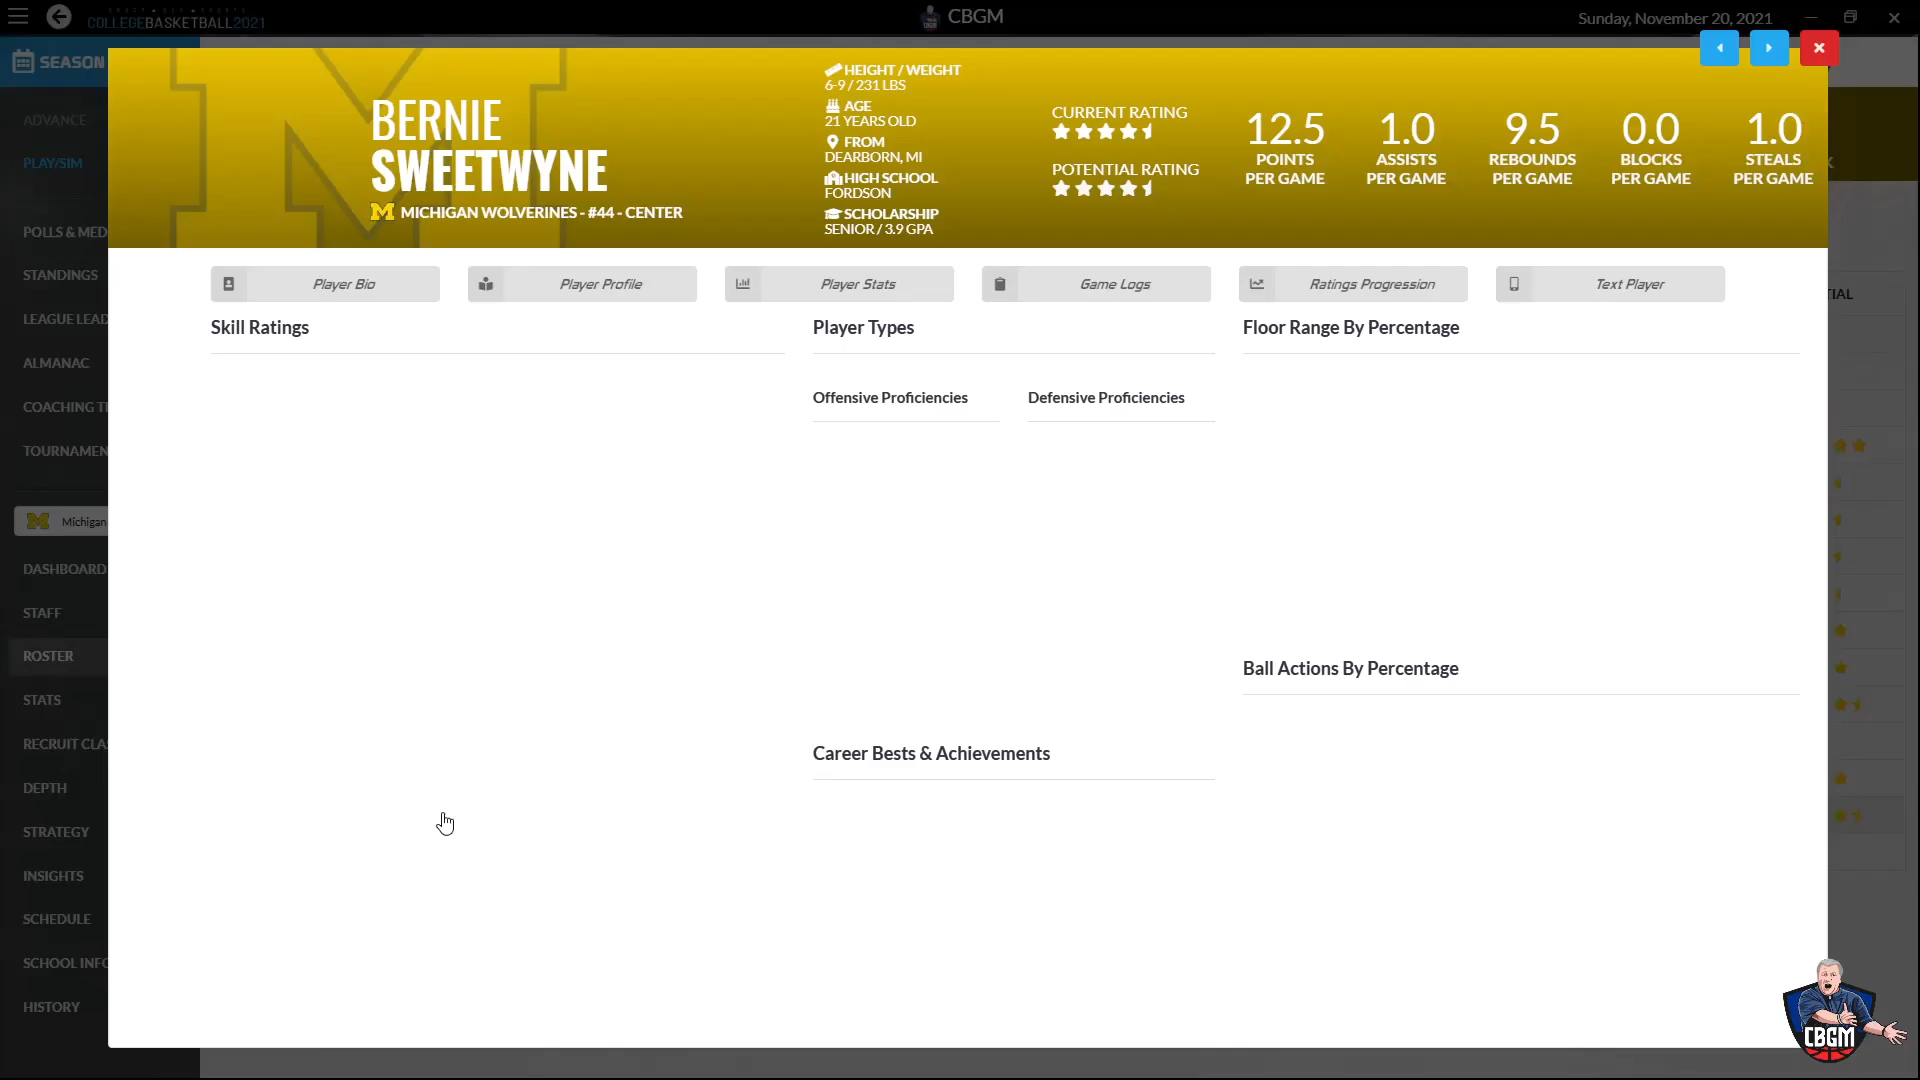 COLLEGEBASKETBALL2021
CBGM
Sunday, November 20, 2021
SEASON
ADVANCE
PLAY/SIM
POLLS & MED
STANDINGS
LEAGUE LEAD
ALMANAC
COACHING T
TOURNAMEN
Michigan
DASHBOARD
STAFF
ROSTER
STATS
RECRUIT CLA
DEPTH
STRATEGY
INSIGHTS
SCHEDULE
SCHOOL INFO
HISTORY
BERNIE
SWEETWYNE
MICHIGAN WOLVERINES - #44 - CENTER
HEIGHT / WEIGHT
6-9 / 231 LBS
AGE
21 YEARS OLD
FROM
DEARBORN, MI
HIGH SCHOOL
FORDSON
SCHOLARSHIP
SENIOR / 3.9 GPA
CURRENT RATING
POTENTIAL RATING
12.5
POINTS
PER GAME
1.0
ASSISTS
PER GAME
9.5
REBOUNDS
PER GAME
0.0
BLOCKS
PER GAME
1.0
STEALS
PER GAME
Player Bio
Player Profile
Player Stats
Game Logs
Ratings Progression
Text Player
TIAL
Skill Ratings
Player Types
Floor Range By Percentage
Offensive Proficiencies
Defensive Proficiencies
Ball Actions By Percentage
Career Bests & Achievements
CBGM